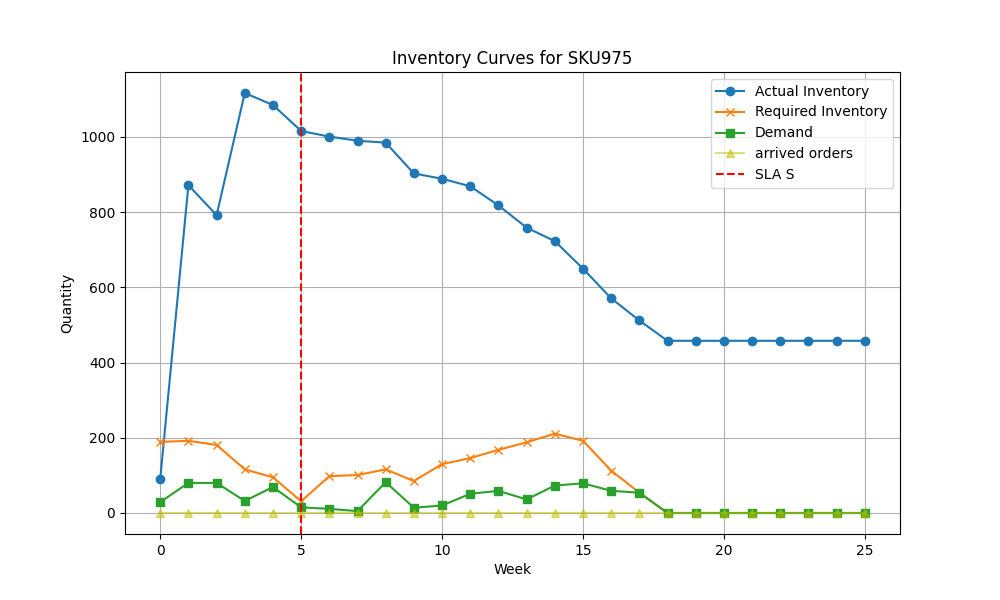 Inventory Curves for SKU975
Actual Inventory
Required Inventory
Demand
arrived orders
SLA S
Quantity
1000
800
600
400
200
0
0 5 10 15 20 25
Week